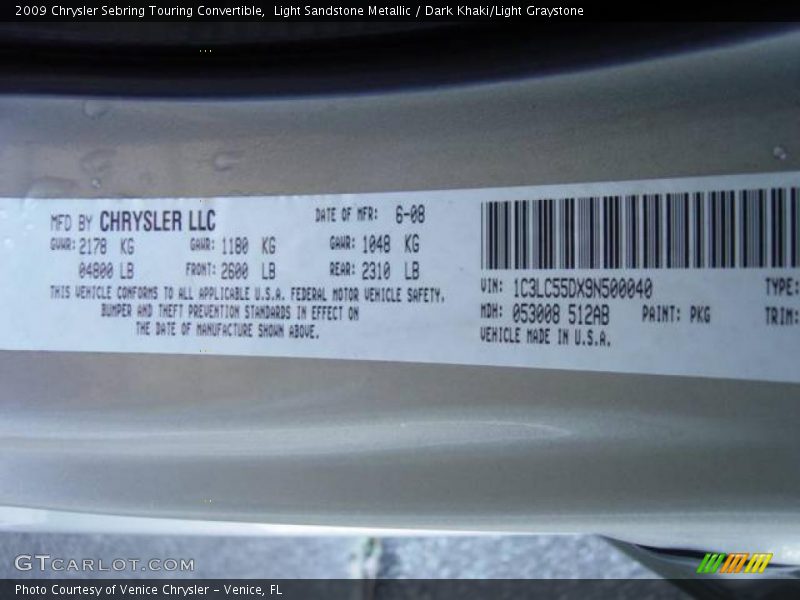 2009 Chrysler Sebring Touring Convertible,  Light Sandstone Metallic / Dark Khaki/Light Graystone
MFD BY CHRYSLER LLC DATE OF MFR: 6-08
GVWR: 2178 KG GAWR: 1180 KG GAWR: 1048 KG
04800 LB FRONT: 2600 LB REAR: 2310 LB
THIS VEHICLE CONFORMS TO ALL APPLICABLE U.S.A. FEDERAL MOTOR VEHICLE SAFETY,
BUMPER AND THEFT PREVENTION STANDARDS IN EFFECT ON
THE DATE OF MANUFACTURE SHOWN ABOVE.
VIN: 1C3LC55DX9N500040 TYPE:
MDH: 053008 512AB PAINT: PKG TRIM:
VEHICLE MADE IN U.S.A.
GTCARLOT.COM
Photo Courtesy of Venice Chrysler - Venice, FL